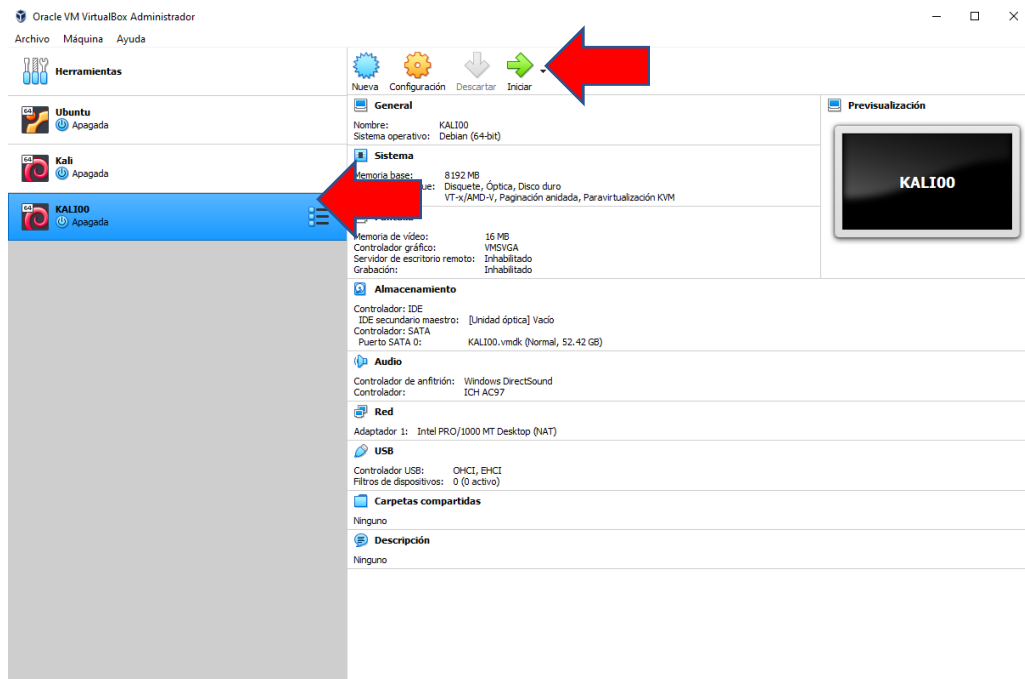 Oracle VM VirtualBox Administrador
Archivo Máquina Ayuda
Herramientas
64 Ubuntu
Apagada
64 Kali
Apagada
64 KALI00
Apagada
Nueva Configuración Descartar Iniciar
General
Nombre: KALI00
Sistema operativo: Debian (64-bit)
Previsualización
KALI00
Sistema
Memoria base: 8192 MB
Disquete, Óptica, Disco duro
VT-x/AMD-V, Paginación anidada, Paravirtualización KVM
Memoria de vídeo: 16 MB
Controlador gráfico: VMSVGA
Servidor de escritorio remoto: Inhabilitado
Grabación: Inhabilitado
Almacenamiento
Controlador: IDE
IDE secundario maestro: [Unidad óptica] Vacío
Controlador: SATA
Puerto SATA 0: KALI00.vmdk (Normal, 52.42 GB)
Audio
Controlador de anfitrión: Windows DirectSound
Controlador: ICH AC97
Red
Adaptador 1: Intel PRO/1000 MT Desktop (NAT)
USB
Controlador USB: OHCI, EHCI
Filtros de dispositivos: 0 (0 activo)
Carpetas compartidas
Ninguno
Descripción
Ninguno